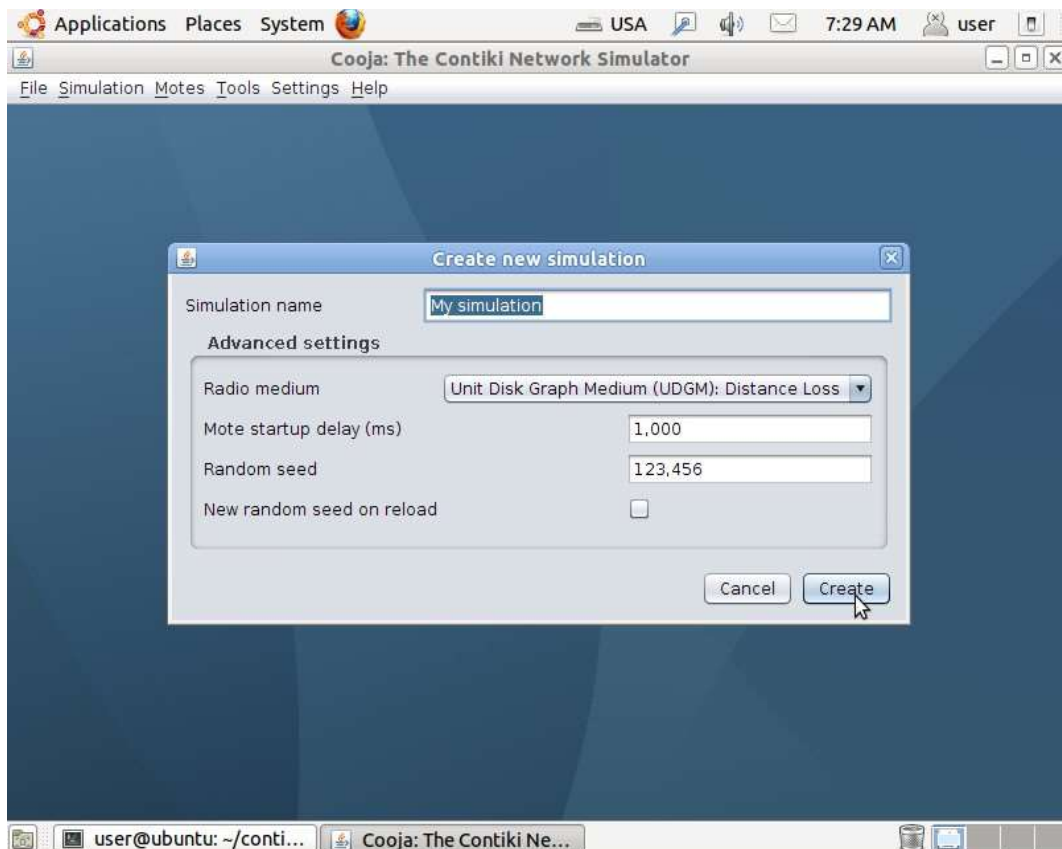 Applications Places System USA 7:29 AM user
Cooja: The Contiki Network Simulator
File Simulation Motes Tools Settings Help
Create new simulation
Simulation name My simulation
Advanced settings
Radio medium Unit Disk Graph Medium (UDGM): Distance Loss
Mote startup delay (ms) 1,000
Random seed 123,456
New random seed on reload
Cancel Create
user@ubuntu: ~/conti... Cooja: The Contiki Ne...